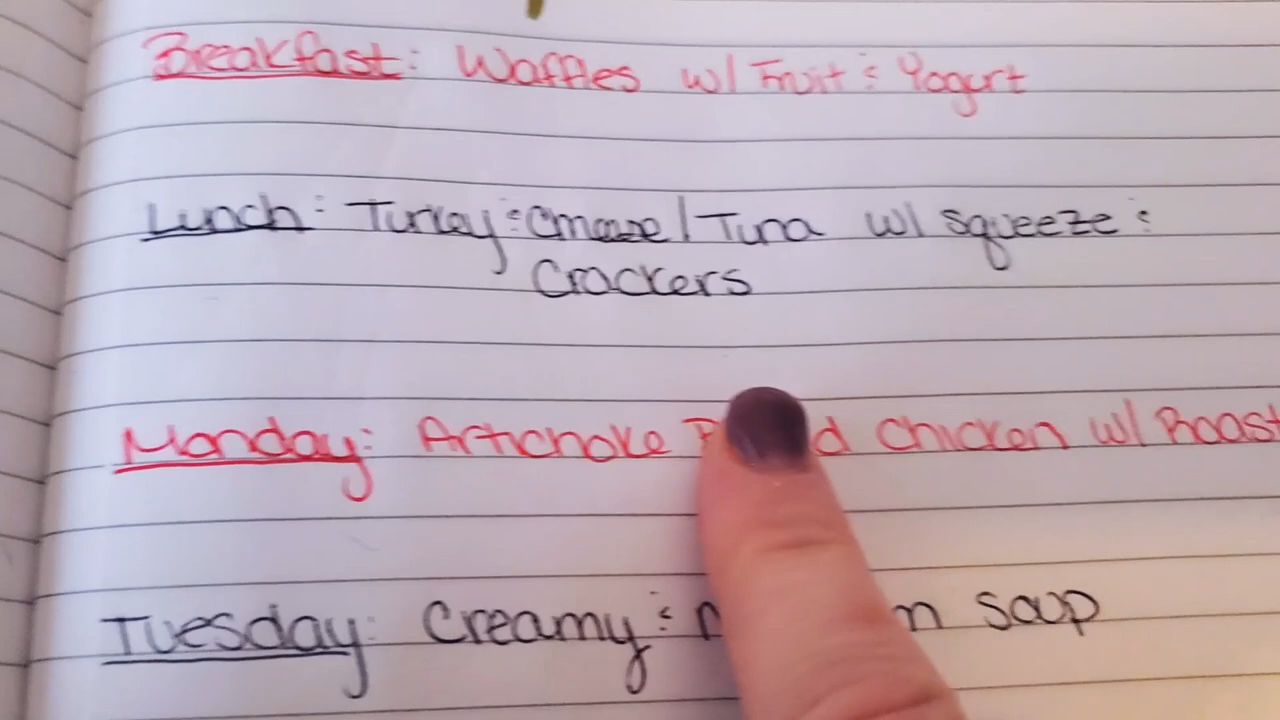 Breakfast: Waffles w/ Fruit & Yogurt
Lunch: Turkey & Cheese / Tuna w/ squeeze &
Crackers
Monday: Artichoke Chicken w/ Roast
Tuesday: Creamy & Soup